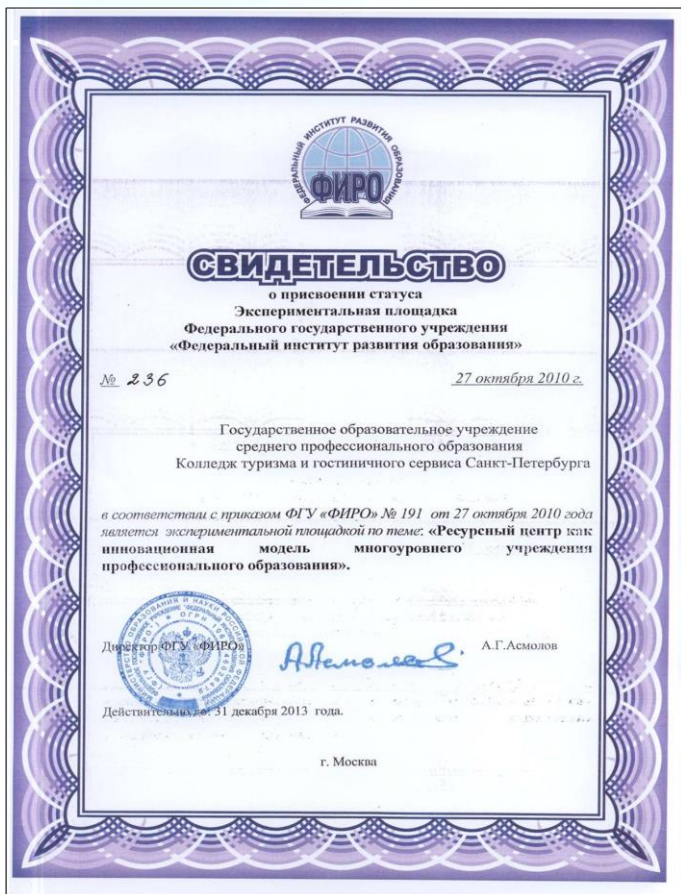 ФЕДЕРАЛЬНЫЙ ИНСТИТУТ РАЗВИТИЯ ОБРАЗОВАНИЯ
ФИРО
СВИДЕТЕЛЬСТВО
о присвоении статуса
Экспериментальная площадка
Федерального государственного учреждения
«Федеральный институт развития образования»
№ 236 27 октября 2010 г.
Государственное образовательное учреждение
среднего профессионального образования
Колледж туризма и гостиничного сервиса Санкт-Петербурга
в соответствии с приказом ФГУ «ФИРО» № 191 от 27 октября 2010 года
является экспериментальной площадкой по теме: «Ресурсный центр как
инновационная модель многоуровнего учреждения
профессионального образования».
Директор ФГУ «ФИРО» А.Г.Асмолов
Действительно до: 31 декабря 2013 года.
г. Москва